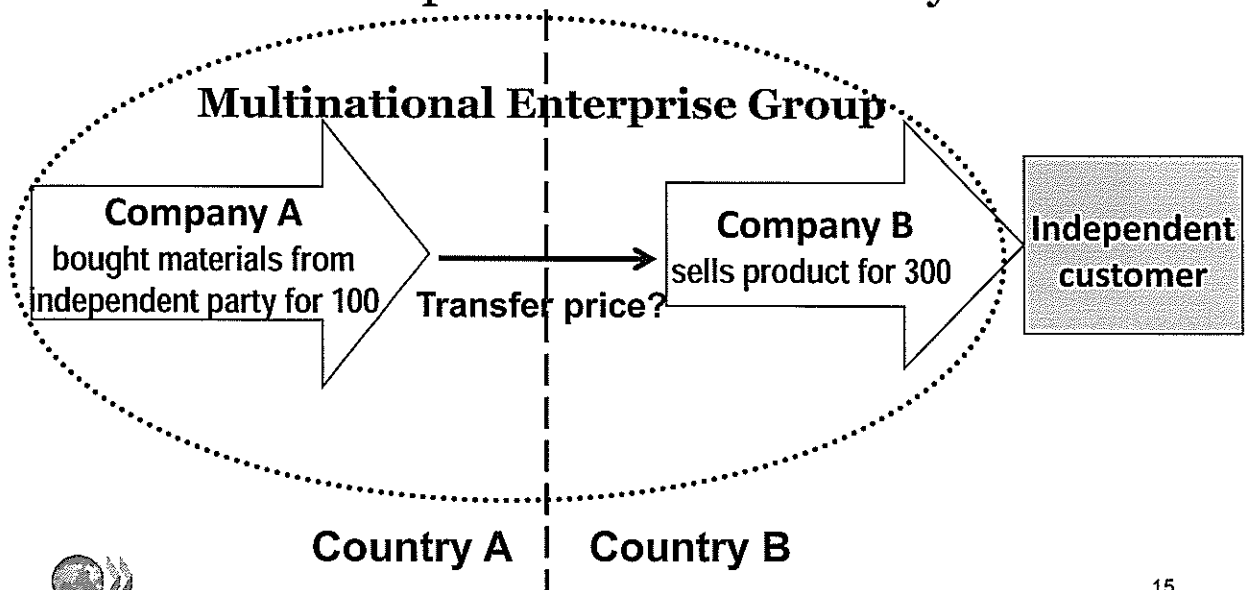 Multinational Enterprise Group
Company A
bought materials from
independent party for 100
Transfer price?
Company B
sells product for 300
Independent
customer
Country A
Country B
15